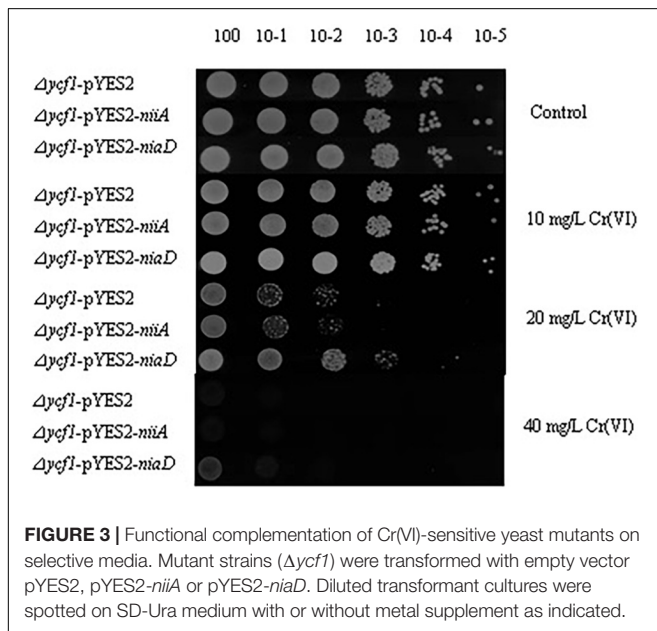 100 10-1 10-2 10-3 10-4 10-5
Δycf1-pYES2
Δycf1-pYES2-niiA
Δycf1-pYES2-niaD
Control
Δycf1-pYES2
Δycf1-pYES2-niiA
Δycf1-pYES2-niaD
10 mg/L Cr(VI)
Δycf1-pYES2
Δycf1-pYES2-niiA
Δycf1-pYES2-niaD
20 mg/L Cr(VI)
Δycf1-pYES2
Δycf1-pYES2-niiA
Δycf1-pYES2-niaD
40 mg/L Cr(VI)
FIGURE 3 | Functional complementation of Cr(VI)-sensitive yeast mutants on
selective media. Mutant strains (Δycf1) were transformed with empty vector
pYES2, pYES2-niiA or pYES2-niaD. Diluted transformant cultures were
spotted on SD-Ura medium with or without metal supplement as indicated.